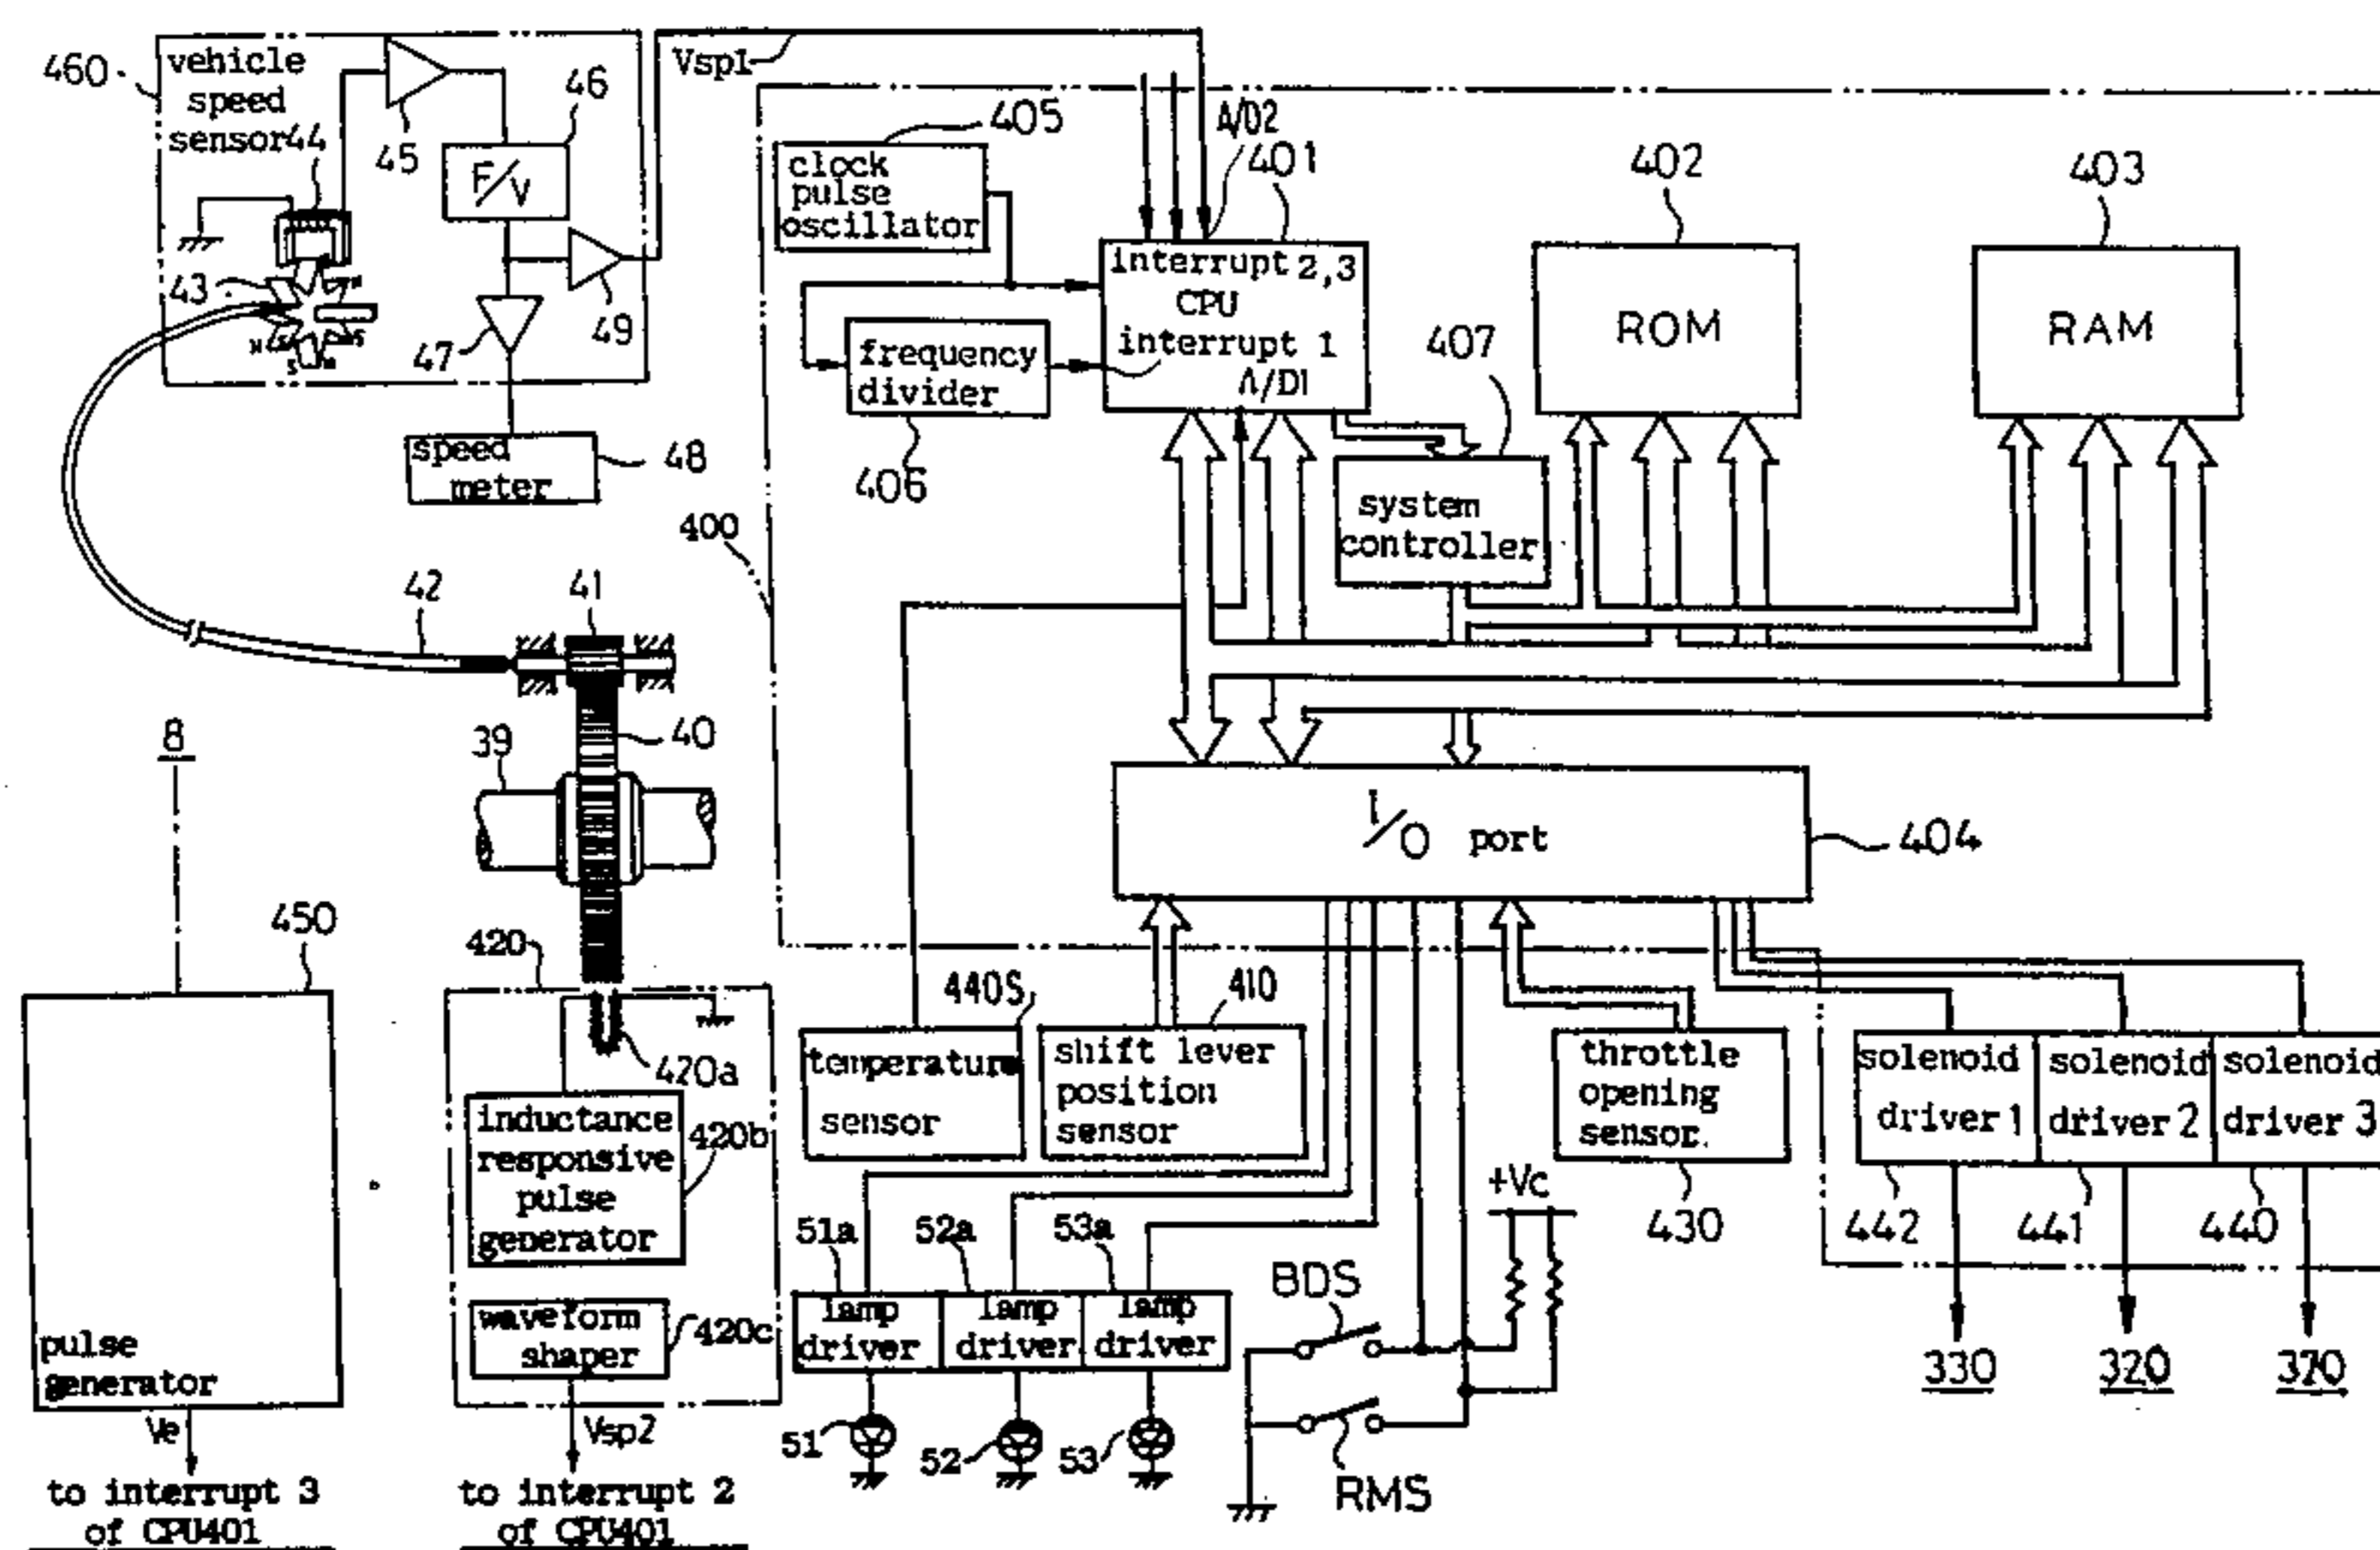 460
vehicle
speed
sensor
44
45
46
F/V
43
N
S
N
S
N
S
47
49
speed
meter
48
Vsp1
405
clock
pulse
oscillator
A/D2
401
interrupt 2,3
CPU
interrupt 1
A/D1
frequency
divider
406
407
system
controller
402
ROM
403
RAM
400
42
41
40
39
8
I/O port
404
450
pulse
generator
Ve
to interrupt 3
of CPU401
420
420a
inductance
responsive
pulse
generator
420b
waveform
shaper
420c
Vsp2
to interrupt 2
of CPU401
440S
temperature
sensor
410
shift lever
position
sensor
throttle
opening
sensor.
430
solenoid
driver 1
solenoid
driver 2
solenoid
driver 3
442
441
440
330
320
370
51a
52a
53a
lamp
driver
lamp
driver
lamp
driver
51
52
53
+Vc
BDS
RMS